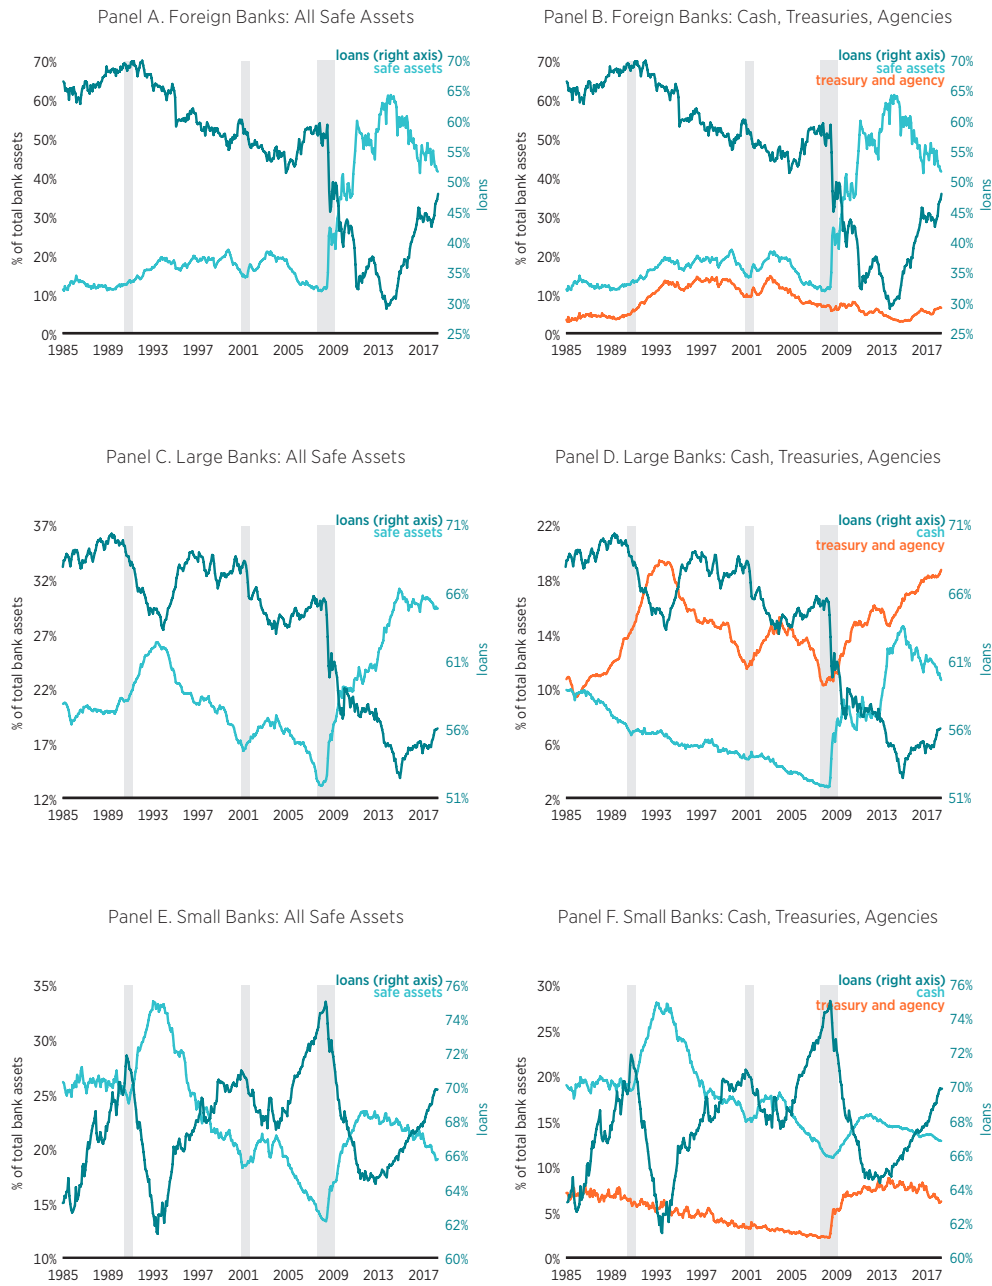 Panel A. Foreign Banks: All Safe Assets
loans (right axis)
safe assets
70%
60%
50%
40%
30%
20%
10%
0%
% of total bank assets
70%
65%
60%
55%
50%
45%
40%
35%
30%
25%
loans
1985 1989 1993 1997 2001 2005 2009 2013 2017
Panel B. Foreign Banks: Cash, Treasuries, Agencies
loans (right axis)
safe assets
treasury and agency
70%
60%
50%
40%
30%
20%
10%
0%
% of total bank assets
70%
65%
60%
55%
50%
45%
40%
35%
30%
25%
loans
1985 1989 1993 1997 2001 2005 2009 2013 2017
Panel C. Large Banks: All Safe Assets
loans (right axis)
safe assets
37%
32%
27%
22%
17%
12%
% of total bank assets
71%
66%
61%
56%
51%
loans
1985 1989 1993 1997 2001 2005 2009 2013 2017
Panel D. Large Banks: Cash, Treasuries, Agencies
loans (right axis)
cash
treasury and agency
22%
18%
14%
10%
6%
2%
% of total bank assets
71%
66%
61%
56%
51%
loans
1985 1989 1993 1997 2001 2005 2009 2013 2017
Panel E. Small Banks: All Safe Assets
loans (right axis)
safe assets
35%
30%
25%
20%
15%
10%
% of total bank assets
76%
74%
72%
70%
68%
66%
64%
62%
60%
loans
1985 1989 1993 1997 2001 2005 2009 2013 2017
Panel F. Small Banks: Cash, Treasuries, Agencies
loans (right axis)
cash
treasury and agency
30%
25%
20%
15%
10%
5%
0%
% of total bank assets
76%
74%
72%
70%
68%
66%
64%
62%
60%
loans
1985 1989 1993 1997 2001 2005 2009 2013 2017